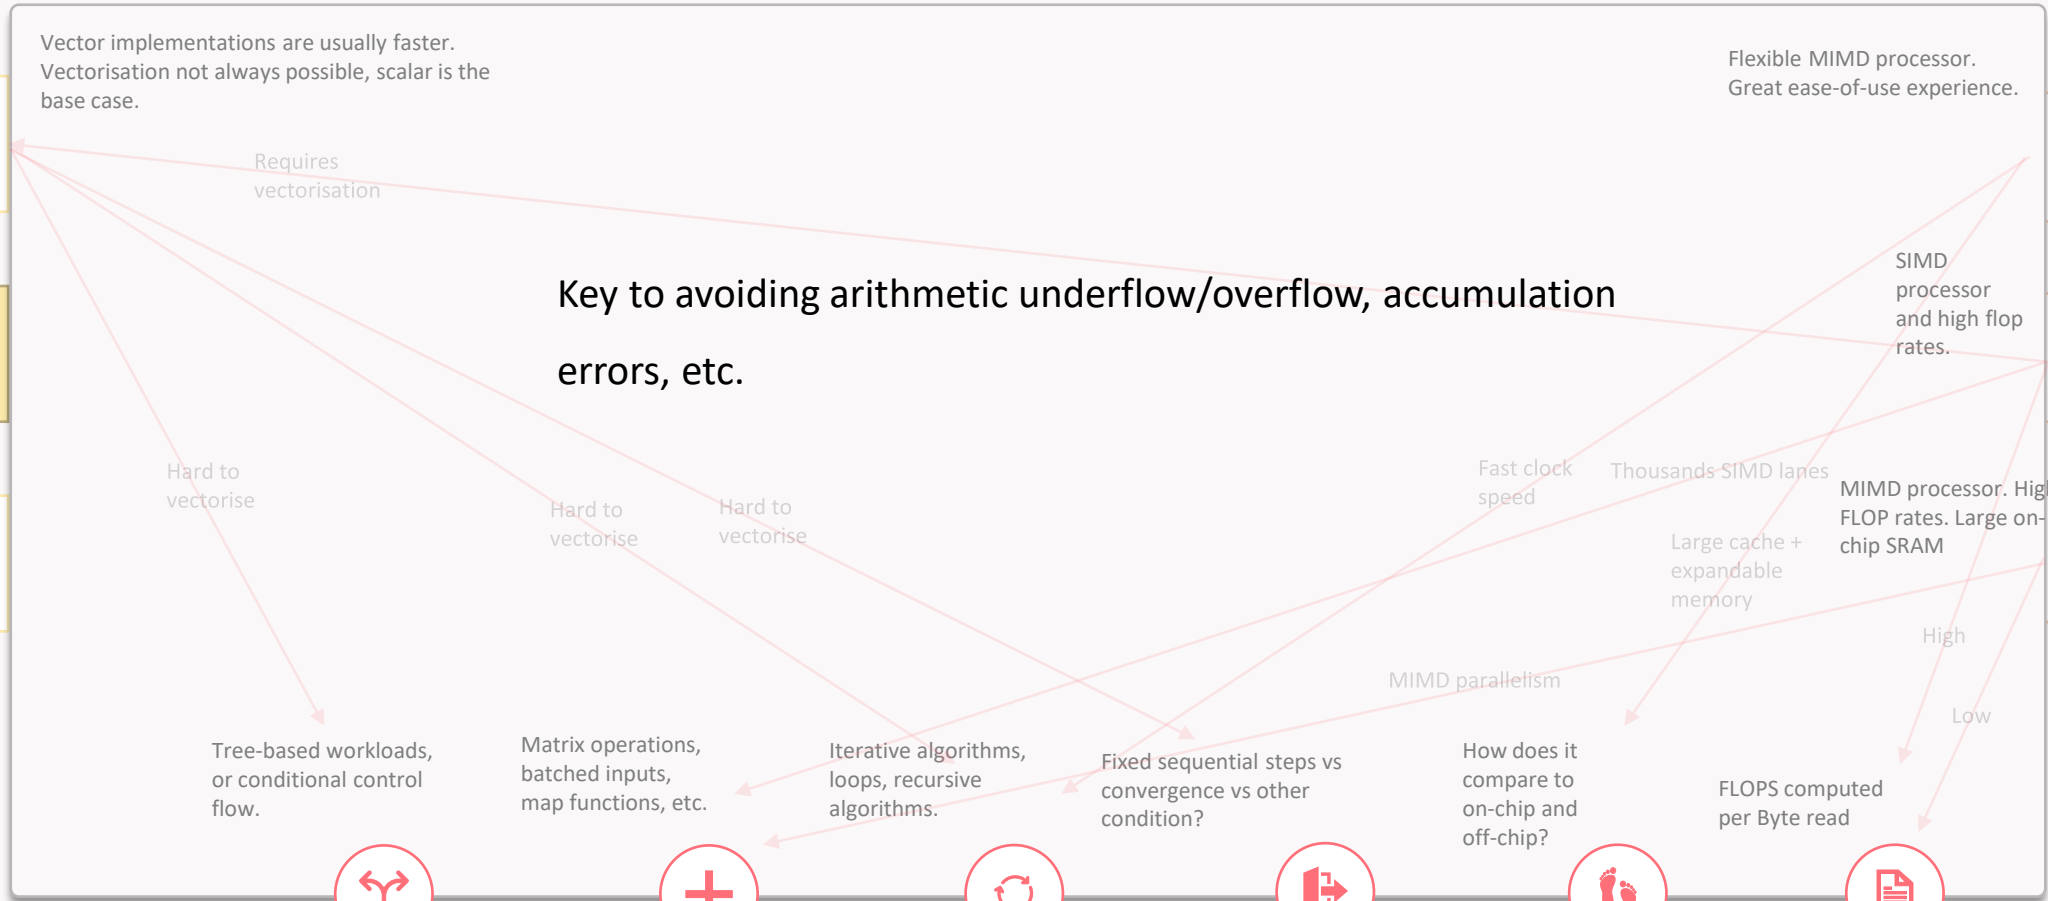 Vector implementations are usually faster.
Vectorisation not always possible, scalar is the
base case.
Flexible MIMD processor.
Great ease-of-use experience.
Requires
vectorisation
SIMD
processor
and high flop
rates.
Key to avoiding arithmetic underflow/overflow, accumulation
errors, etc.
Hard to
vectorise
Hard to
vectorise
Hard to
vectorise
Fast clock
speed
Thousands SIMD lanes
MIMD processor. High
FLOP rates. Large on-
chip SRAM
Large cache +
expandable
memory
High
MIMD parallelism
Low
Tree-based workloads,
or conditional control
flow.
Matrix operations,
batched inputs,
map functions, etc.
Iterative algorithms,
loops, recursive
algorithms.
Fixed sequential steps vs
convergence vs other
condition?
How does it
compare to
on-chip and
off-chip?
FLOPS computed
per Byte read